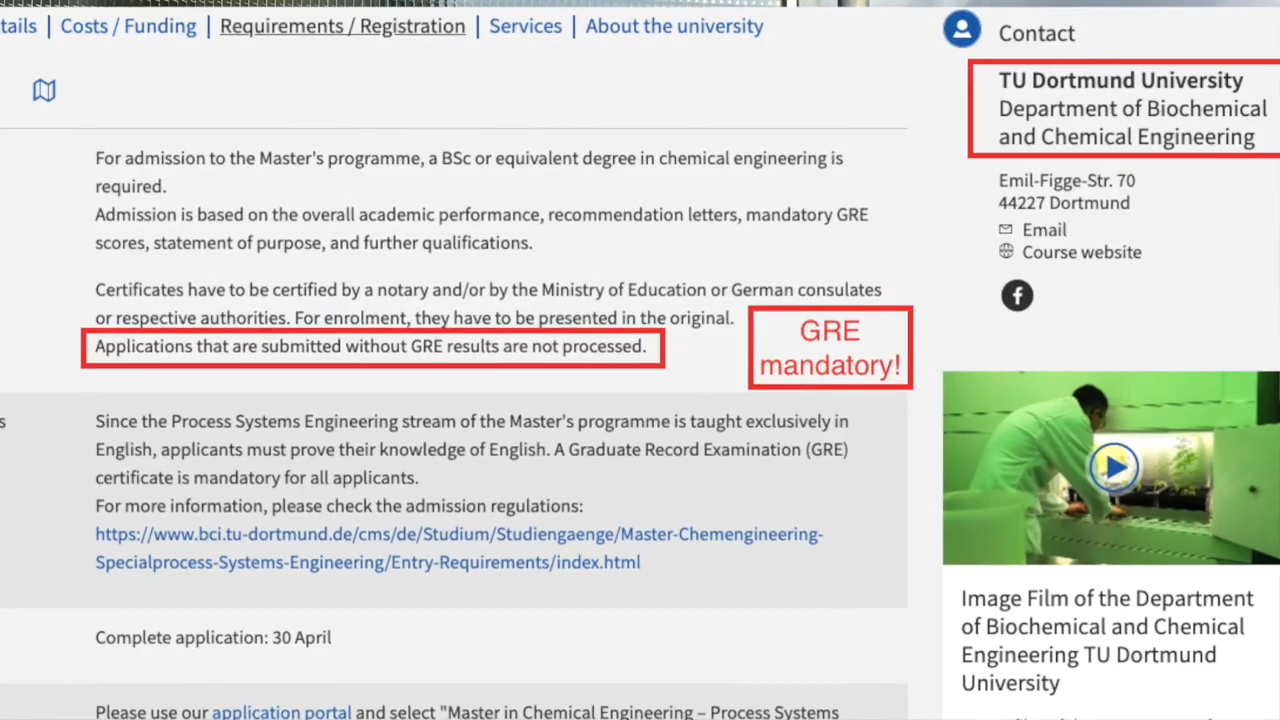 tails | Costs / Funding | Requirements / Registration | Services | About the university
For admission to the Master's programme, a BSc or equivalent degree in chemical engineering is
required.
Admission is based on the overall academic performance, recommendation letters, mandatory GRE
scores, statement of purpose, and further qualifications.
Certificates have to be certified by a notary and/or by the Ministry of Education or German consulates
or respective authorities. For enrolment, they have to be presented in the original.
Applications that are submitted without GRE results are not processed.
GRE
mandatory!
s
Since the Process Systems Engineering stream of the Master's programme is taught exclusively in
English, applicants must prove their knowledge of English. A Graduate Record Examination (GRE)
certificate is mandatory for all applicants.
For more information, please check the admission regulations:
https://www.bci.tu-dortmund.de/cms/de/Studium/Studiengaenge/Master-Chemengineering-
Specialprocess-Systems-Engineering/Entry-Requirements/index.html
Complete application: 30 April
Please use our application portal and select "Master in Chemical Engineering – Process Systems
Contact
TU Dortmund University
Department of Biochemical
and Chemical Engineering
Emil-Figge-Str. 70
44227 Dortmund
Email
Course website
Image Film of the Department
of Biochemical and Chemical
Engineering TU Dortmund
University